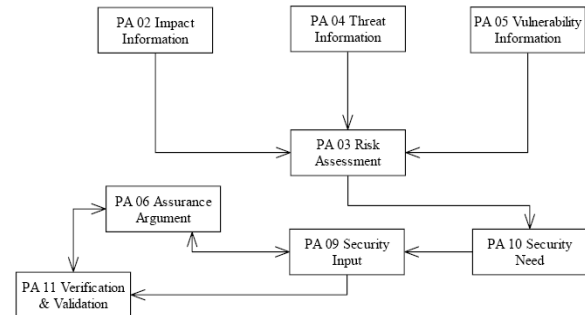 PA 02 Impact
Information
PA 04 Threat
Information
PA 05 Vulnerability
Information
PA 03 Risk
Assessment
PA 06 Assurance
Argument
PA 09 Security
Input
PA 10 Security
Need
PA 11 Verification
& Validation